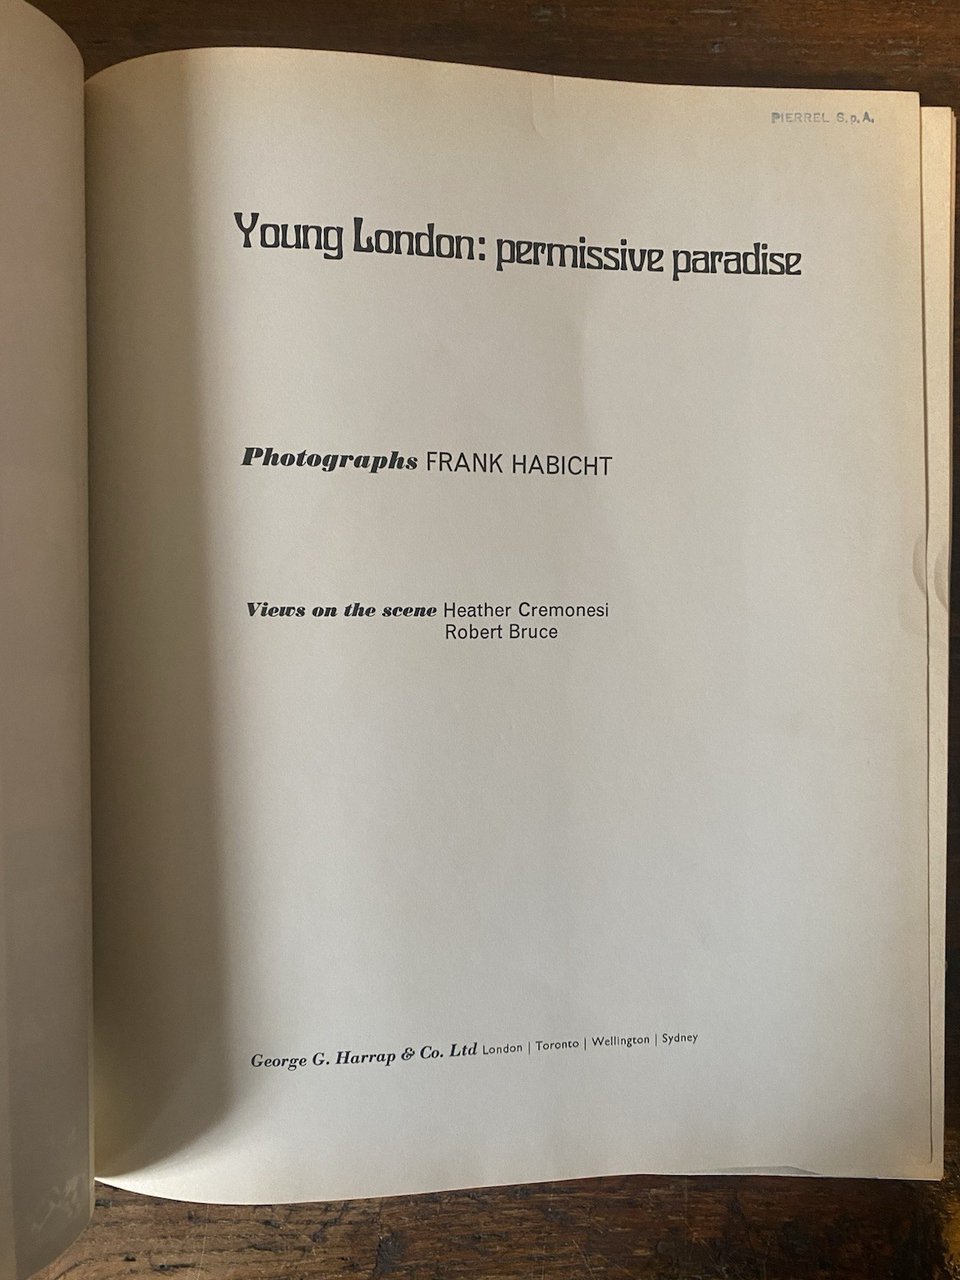 PIERREL S.p.A.
Young London: permissive paradise
Photographs FRANK HABICHT
Views on the scene Heather Cremonesi
Robert Bruce
George G. Harrap & Co. Ltd London | Toronto | Wellington | Sydney